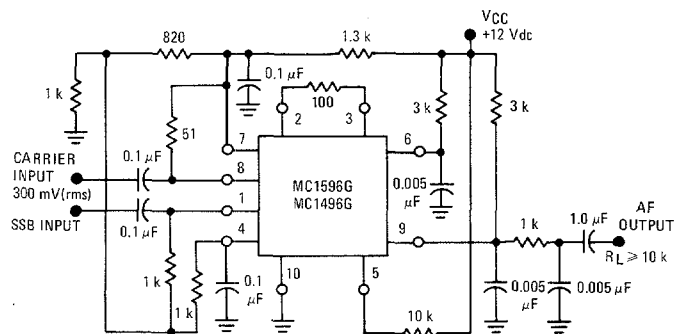 820
1.3 k
VCC
+12 Vdc
1 k
0.1 µF
100
2
3
3 k
3 k
51
7
6
CARRIER
INPUT
300 mV(rms)
0.1 µF
8
MC1596G
MC1496G
0.005
µF
SSB INPUT
0.1 µF
1
4
9
1 k
1.0 µF
AF
OUTPUT
RL ⩾ 10 k
1 k
1 k
0.1
µF
10
5
10 k
0.005
µF
0.005 µF